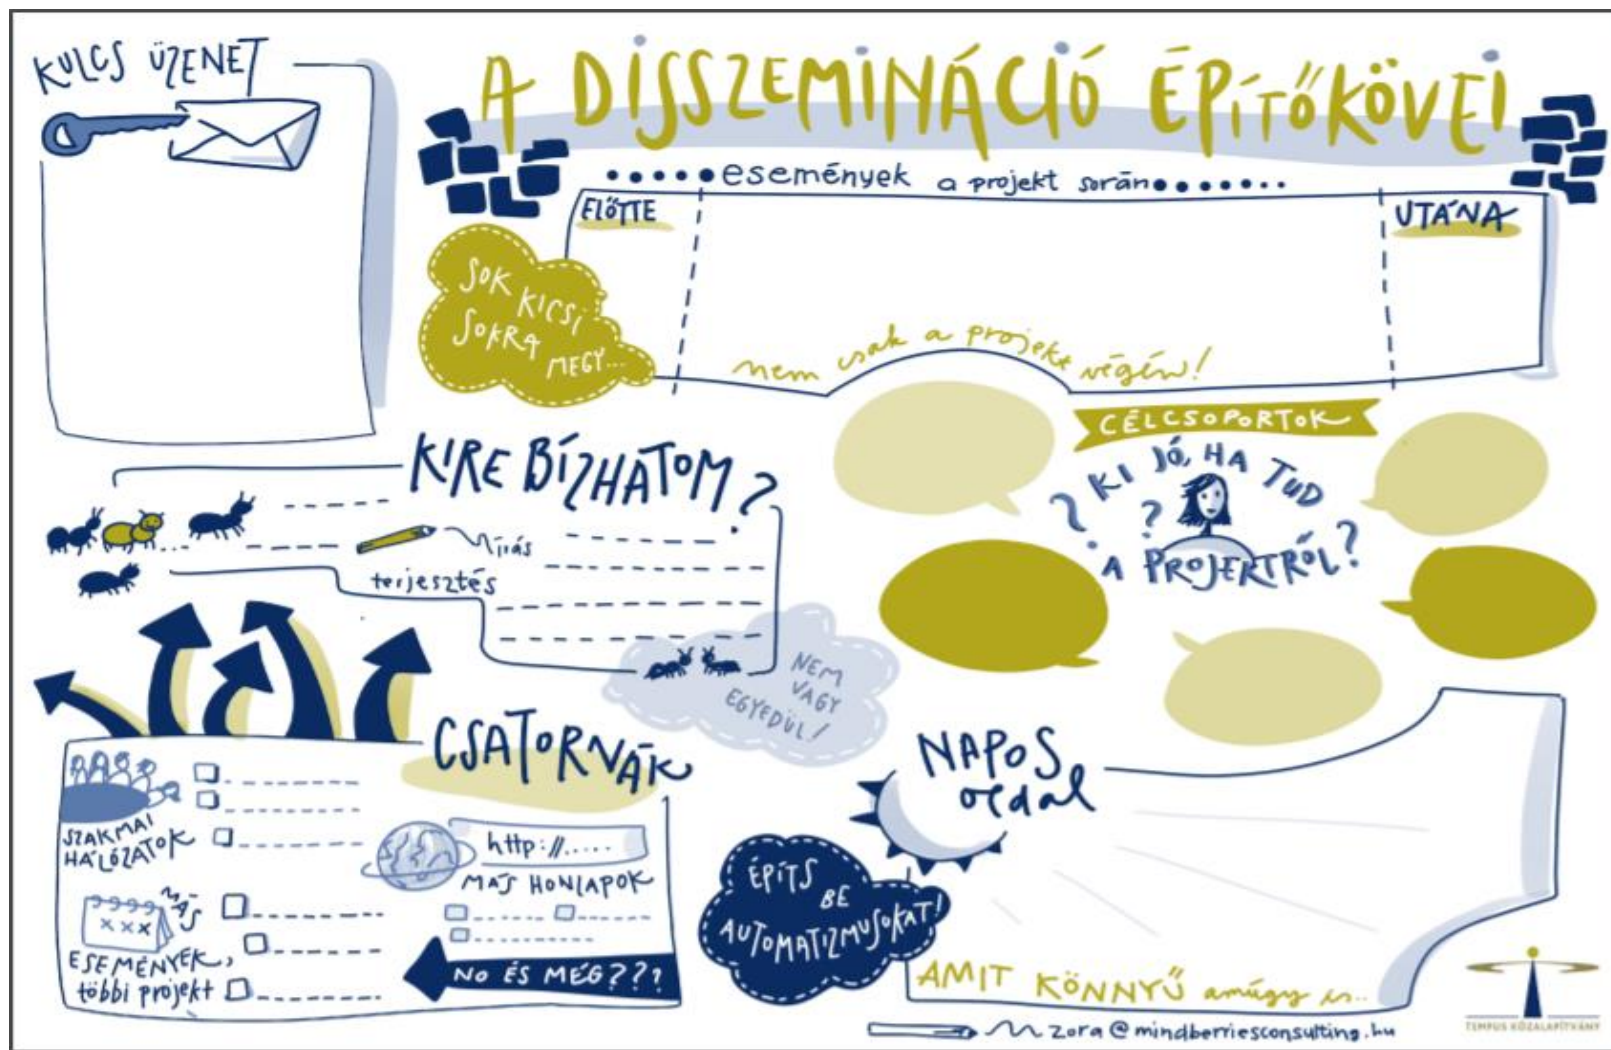 KULCS ÜZENET
A DISSZEMINÁCIÓ ÉPÍTŐKÖVEI
események a projekt során
ELŐTTE
UTÁNA
SOK KICSI
SOKRA
MEGY...
nem csak a projekt végén!
KIRE BÍZHATOM?
írás
terjesztés
NEM
VAGY
EGYEDÜL!
CÉLCSOPORTOK
? KI JÓ, HA TUD
?
A PROJEKTRŐL?
CSATORNÁK
SZAKMAI
HÁLÓZATOK
http://.....
MÁS HONLAPOK
MÁS
xxx
ESEMÉNYEK,
többi projekt
NO ÉS MÉG???
NAPOS
oldal
ÉPÍTS
BE
AUTOMATIZMUSOKAT!
AMIT KÖNNYŰ amúgy is..
zora@mindberriesconsulting.hu
TEMPUS KÖZALAPÍTVÁNY